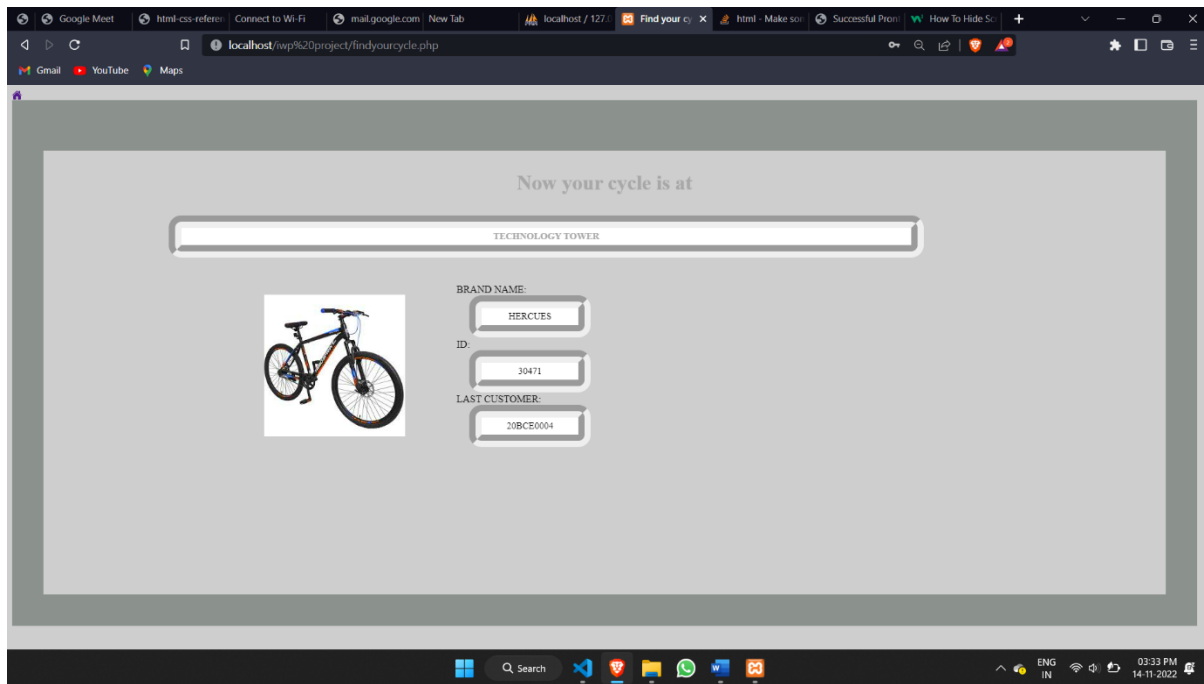 Google Meet
html-css-referen
Connect to Wi-Fi
mail.google.com
New Tab
localhost / 127.0
Find your cy
html - Make son
Successful Pront
How To Hide Sc
localhost/iwp%20project/findyourcycle.php
Gmail
YouTube
Maps
Now your cycle is at
TECHNOLOGY TOWER
BRAND NAME:
HERCUES
ID:
30471
LAST CUSTOMER:
20BCE0004
Search
ENG
IN
03:33 PM
14-11-2022